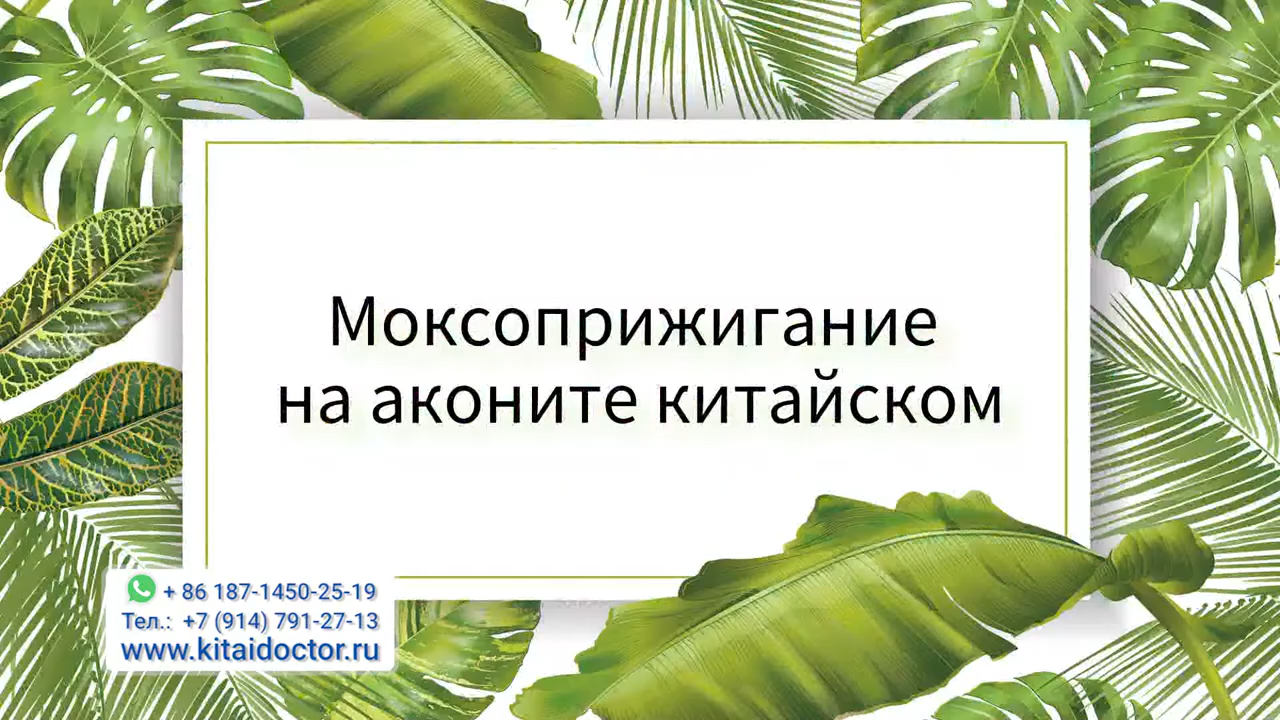 Моксоприжигание
на аконите китайском
+ 86 187-1450-25-19
Тел.: +7 (914) 791-27-13
www.kitaidoctor.ru